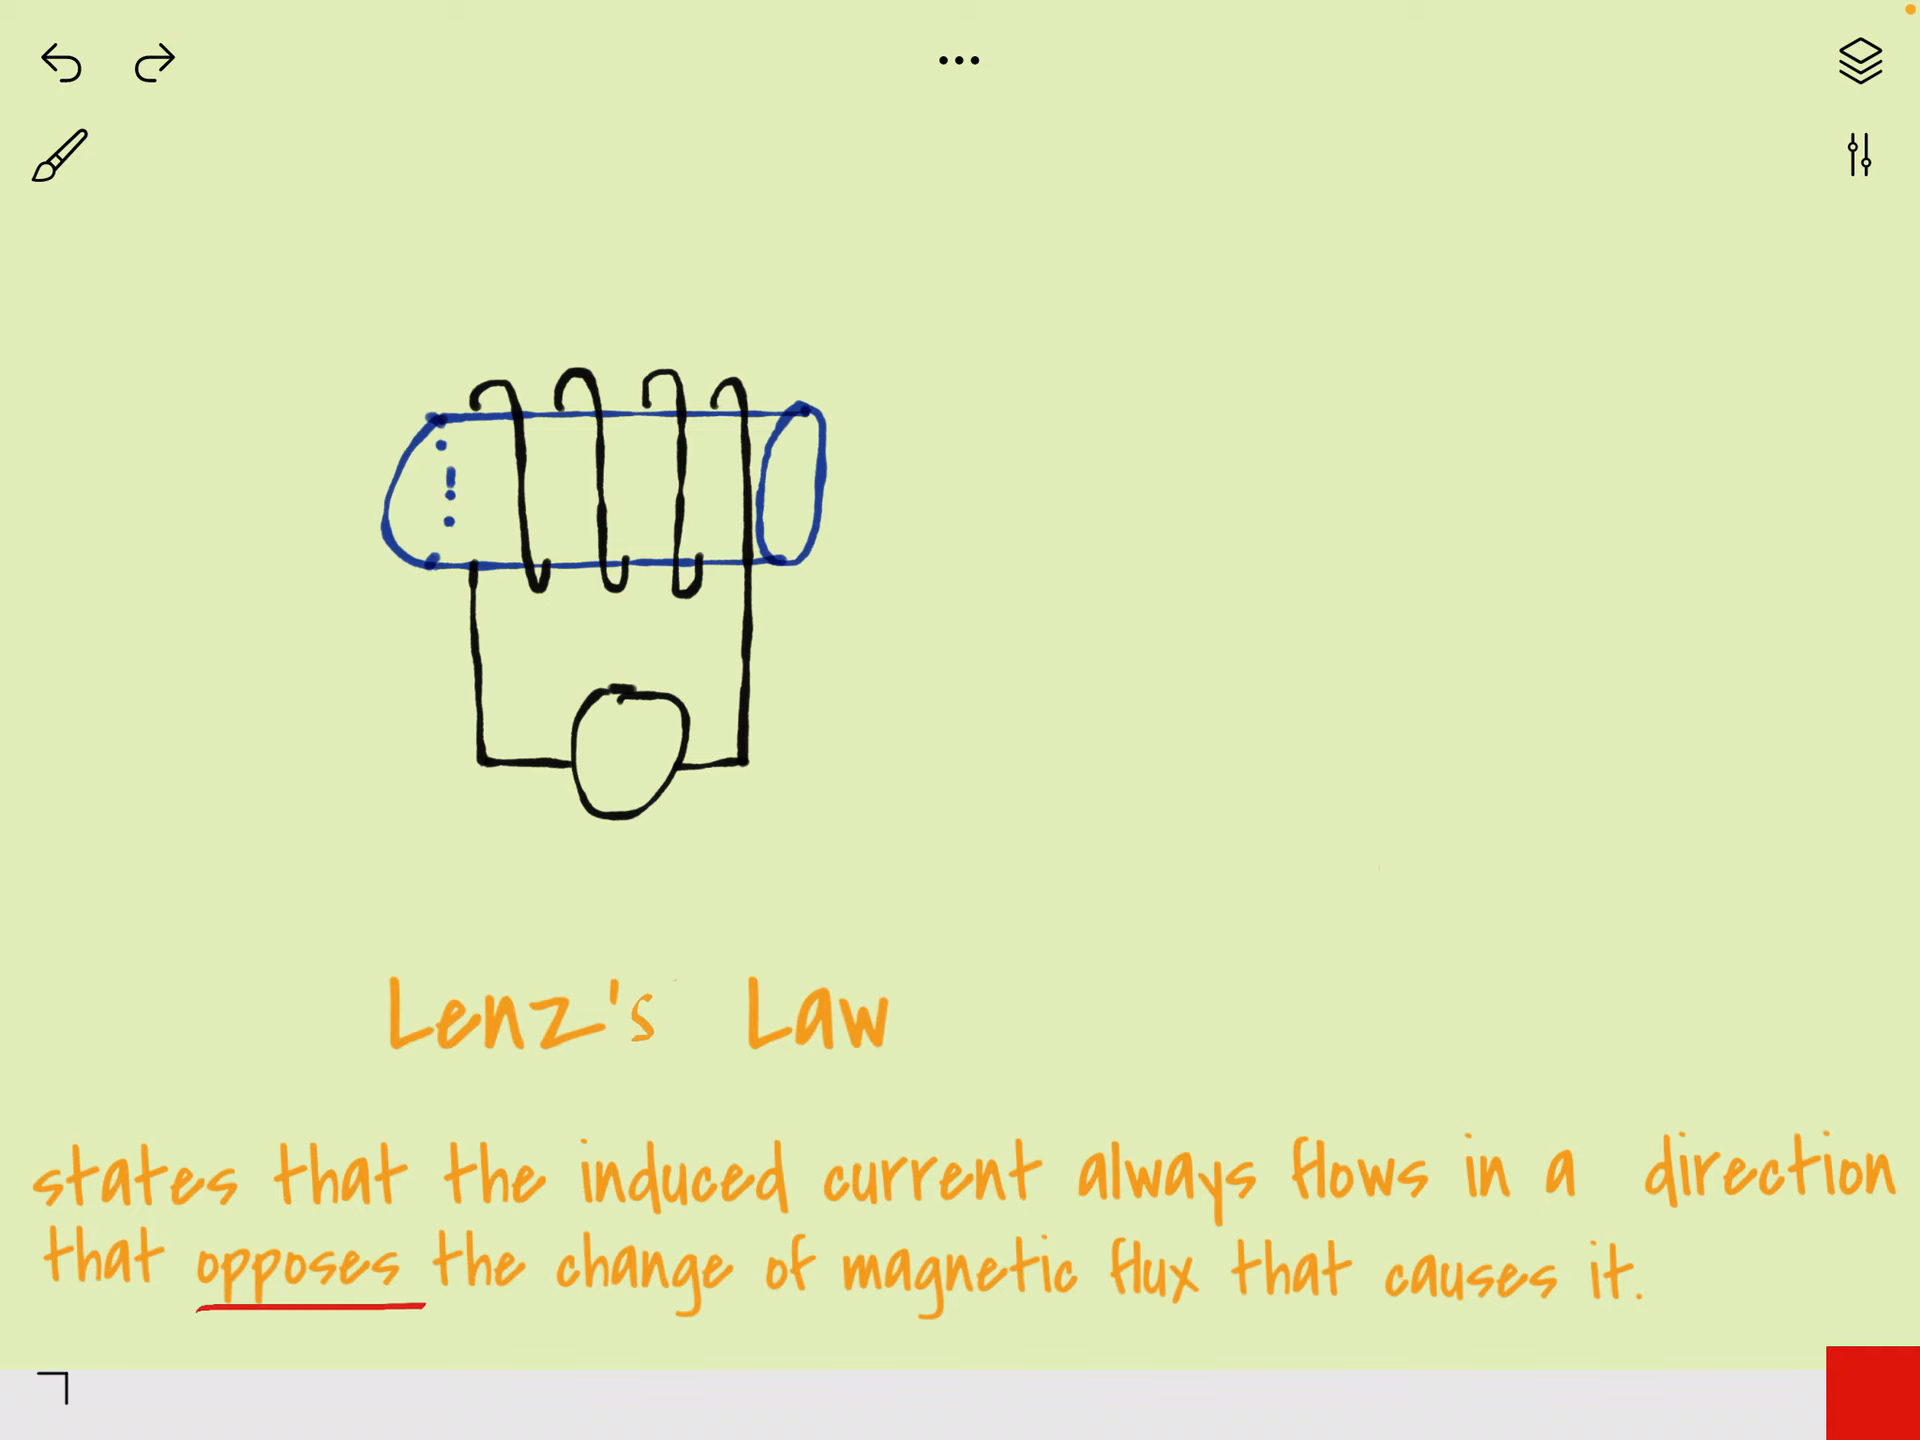 Lenz's Law
states that the induced current always flows in a direction
that opposes the change of magnetic flux that causes it.